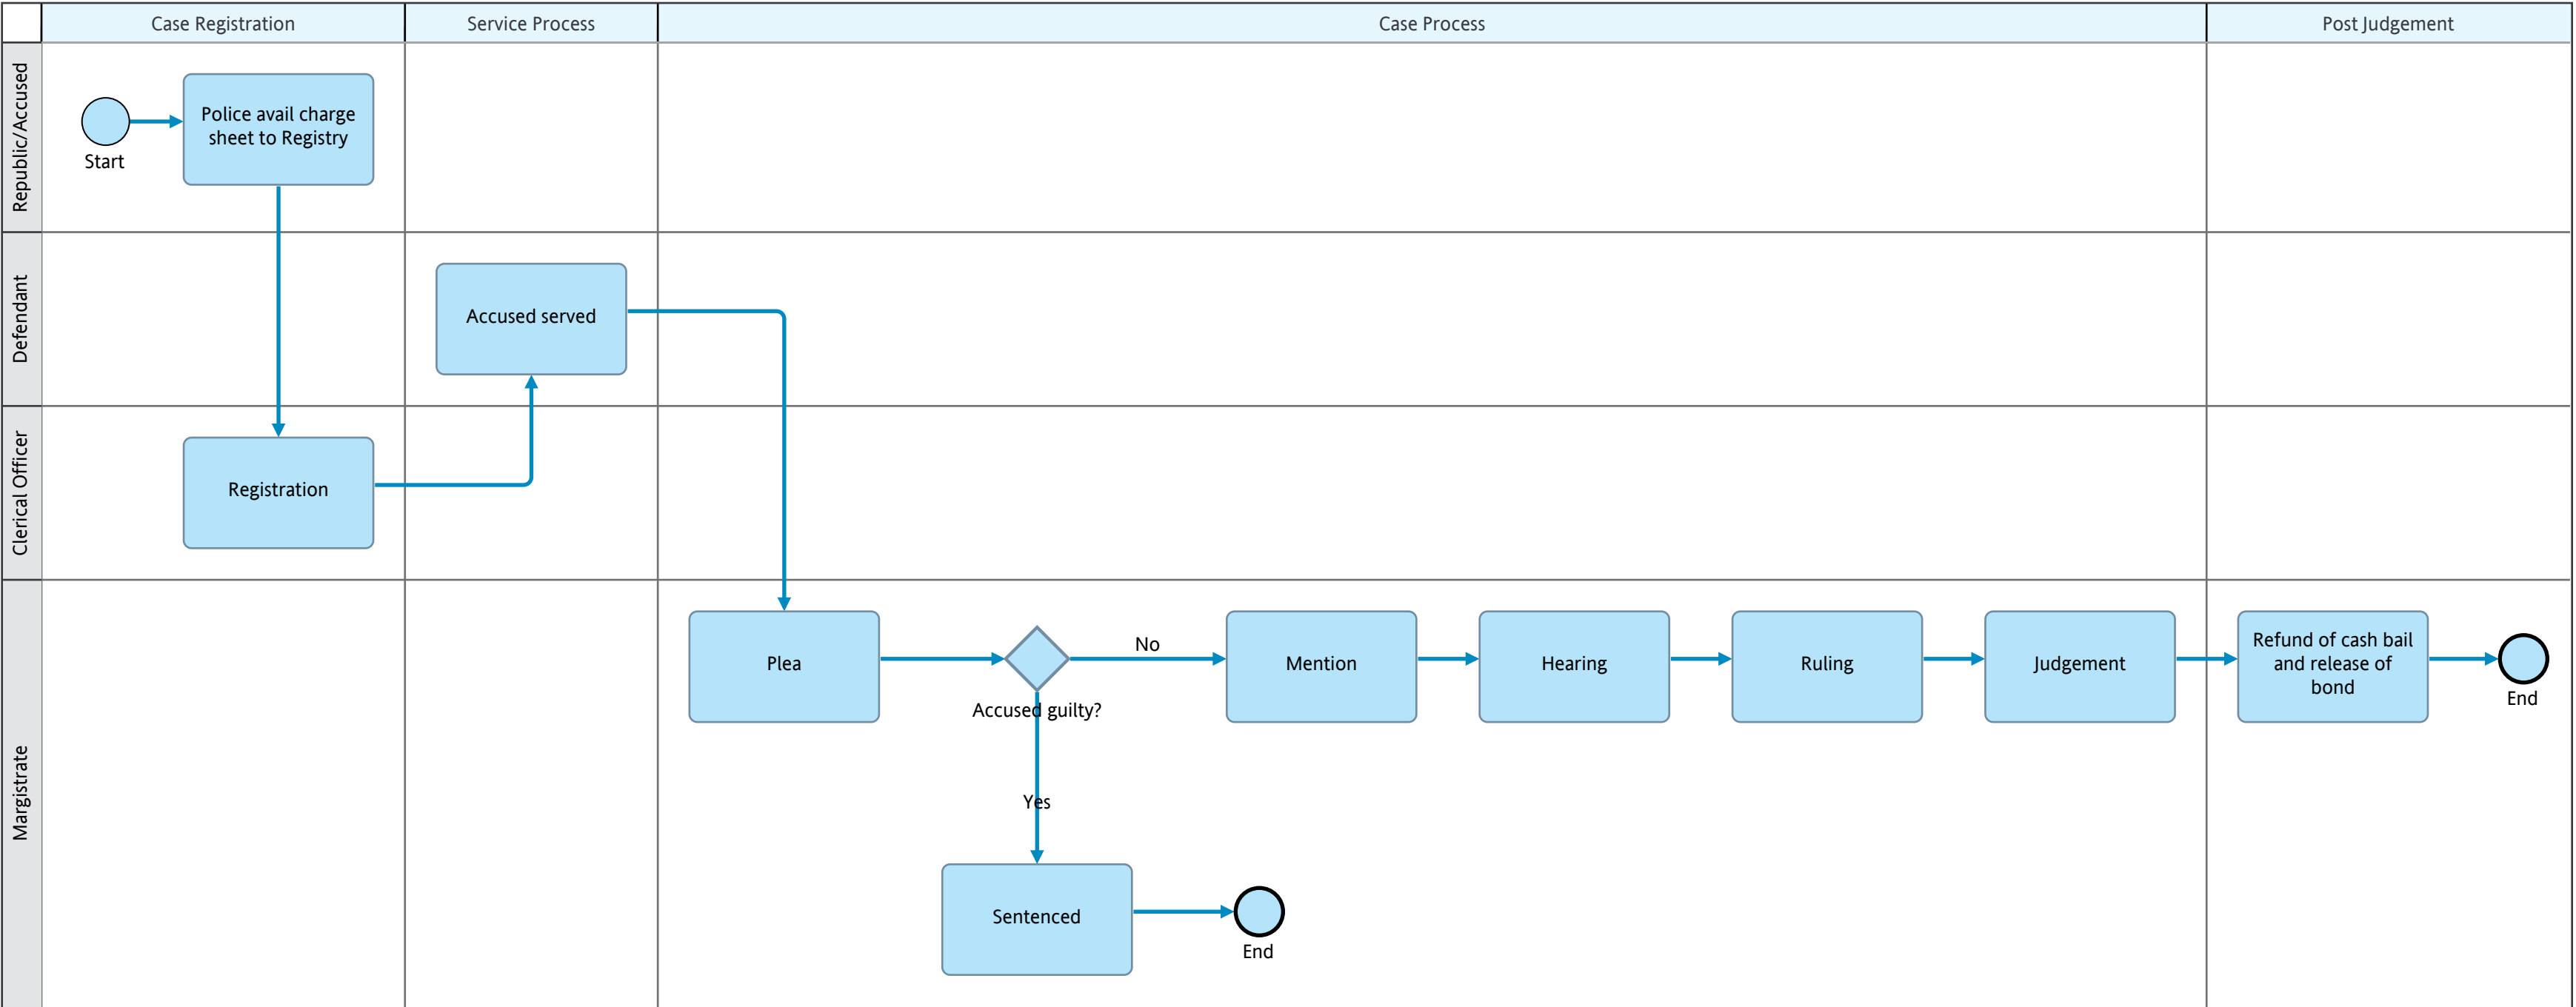 Case Registration
Service Process
Case Process
Post Judgement
Republic/Accused
Start
Police avail charge
sheet to Registry
Defendant
Accused served
Clerical Officer
Registration
Margistrate
Plea
Accused guilty?
No
Mention
Hearing
Ruling
Judgement
Refund of cash bail
and release of
bond
End
Yes
Sentenced
End